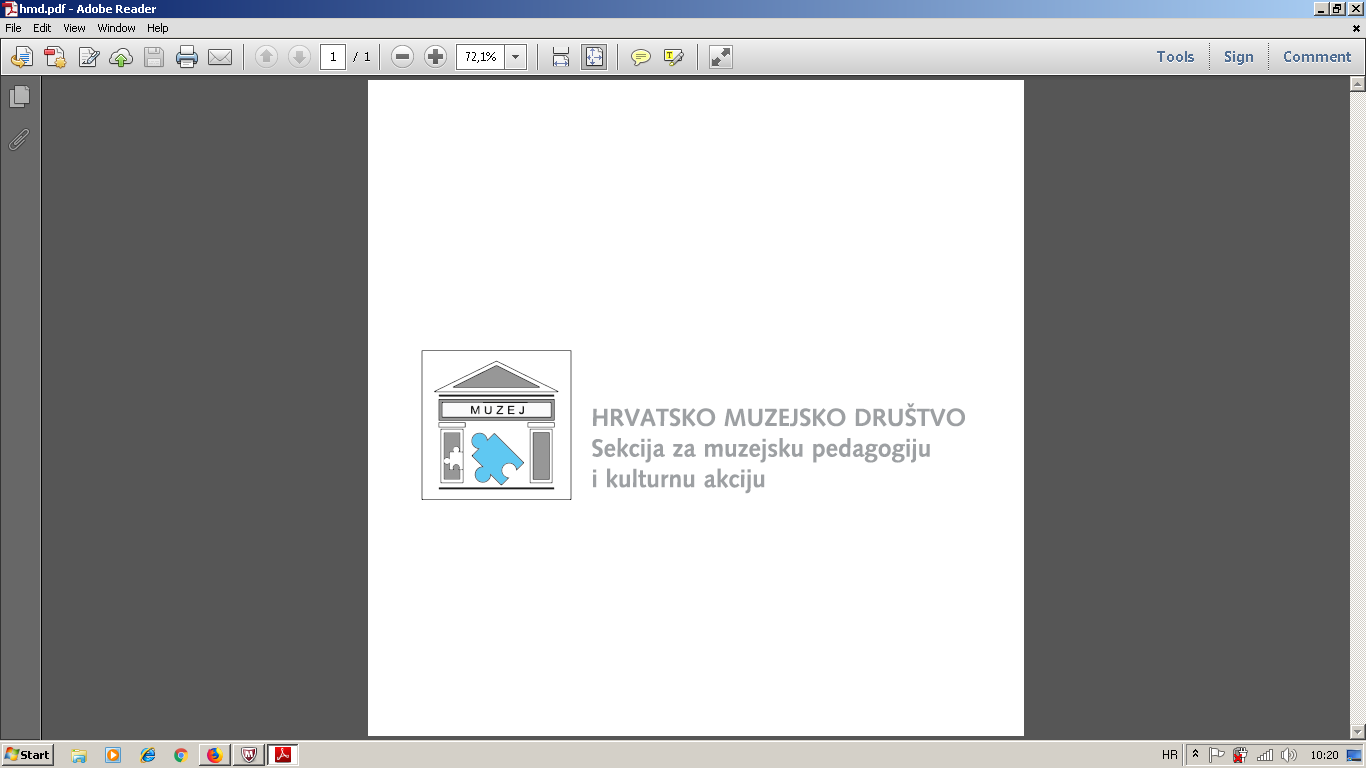 hmd.pdf - Adobe Reader
File Edit View Window Help
1 / 1 72,1% Tools Sign Comment
MUZEJ
HRVATSKO MUZEJSKO DRUŠTVO
Sekcija za muzejsku pedagogiju
i kulturnu akciju
Start HR 10:20